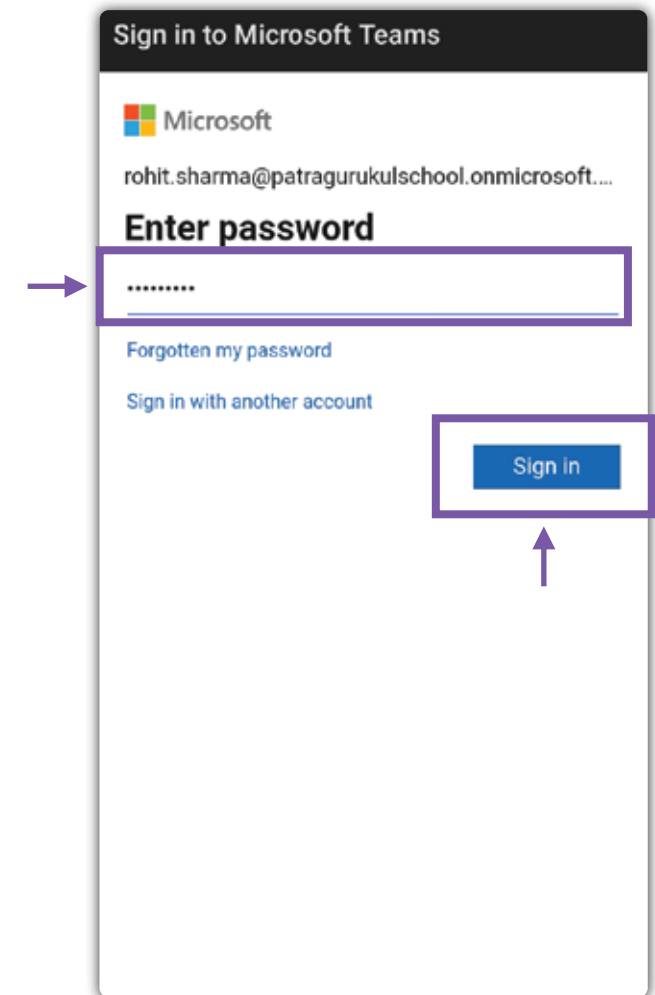 Sign in to Microsoft Teams
Microsoft
rohit.sharma@patragurukulschool.onmicrosoft....
Enter password
•••••••••
Forgotten my password
Sign in with another account
Sign in